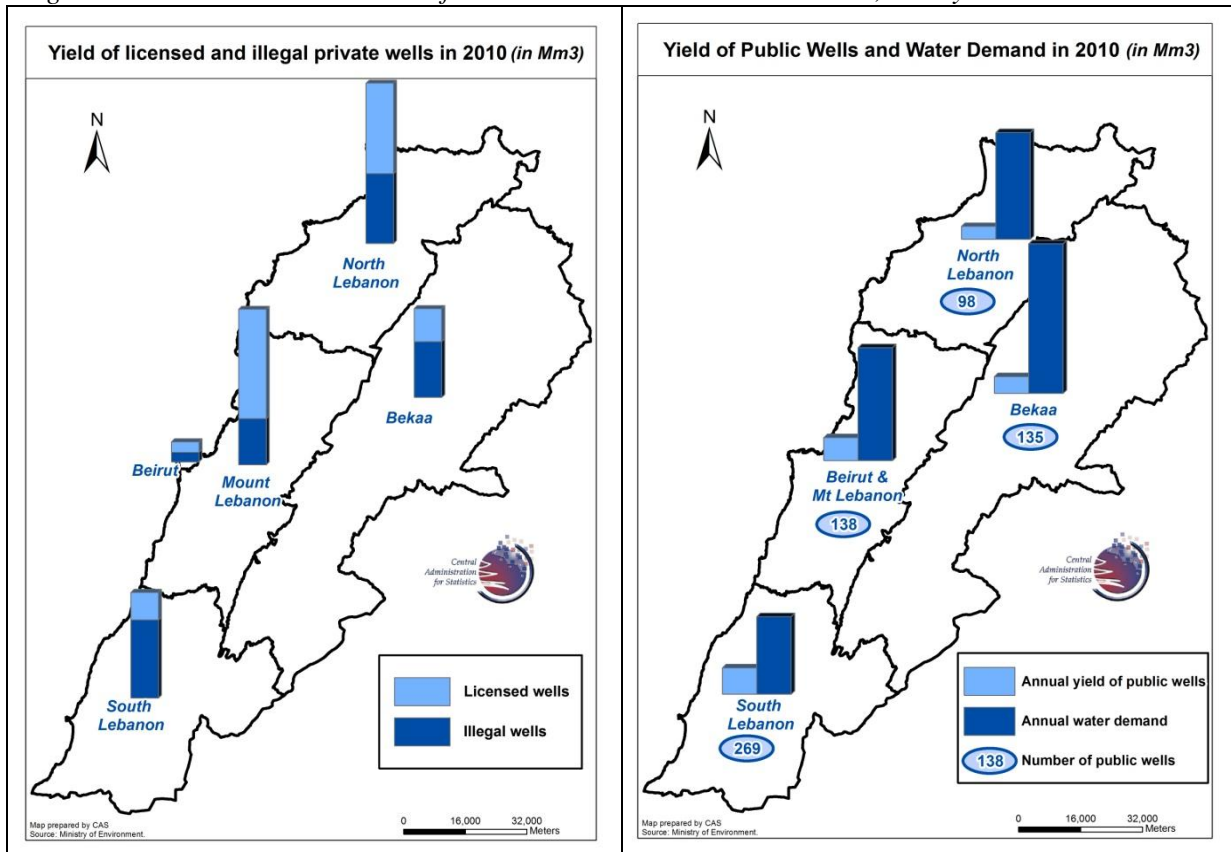 Yield of licensed and illegal private wells in 2010 (in Mm3)
N
North
Lebanon
Bekaa
Beirut
Mount
Lebanon
South
Lebanon
Central
Administration
for Statistics
Licensed wells
Illegal wells
Map prepared by CAS
Source: Ministry of Environment.
0 16,000 32,000
Meters
Yield of Public Wells and Water Demand in 2010 (in Mm3)
N
North
Lebanon
98
Bekaa
135
Beirut &
Mt Lebanon
138
South
Lebanon
269
Central
Administration
for Statistics
Annual yield of public wells
Annual water demand
138 Number of public wells
Map prepared by CAS
Source: Ministry of Environment.
0 16,000 32,000
Meters